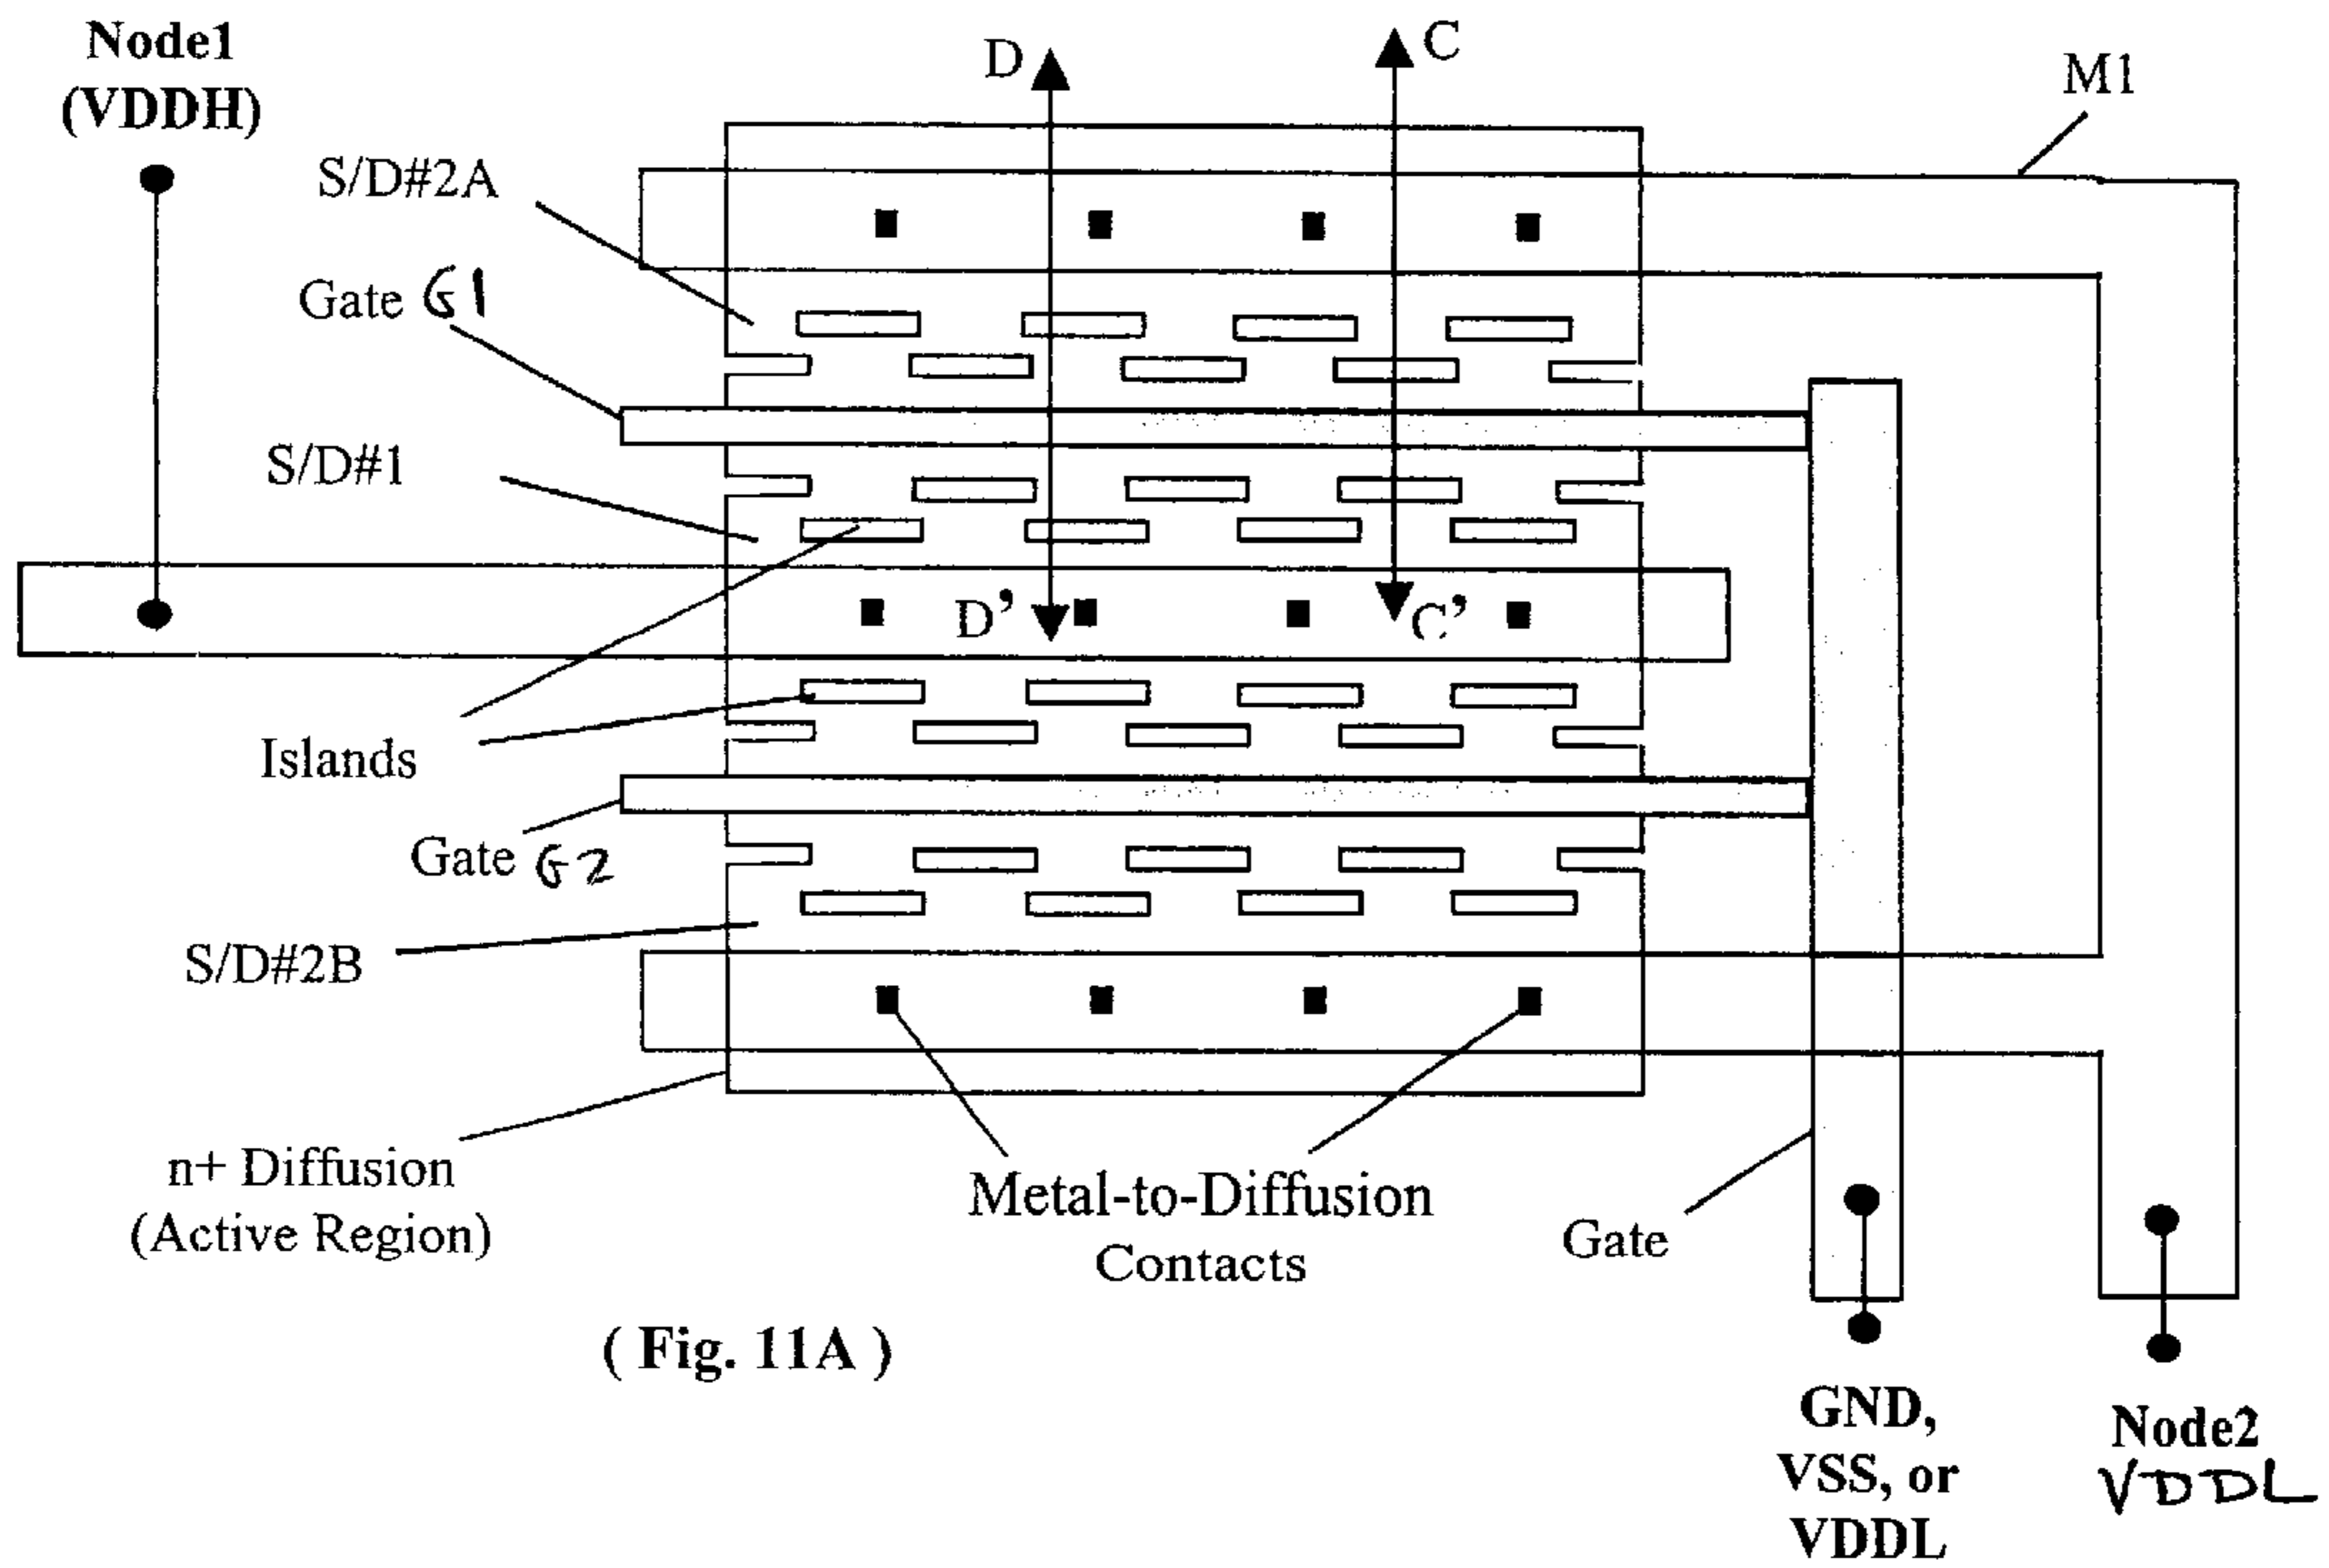 Node1
(VDDH)
D
C
M1
S/D#2A
Gate G1
S/D#1
D’
C’
Islands
Gate G2
S/D#2B
n+ Diffusion
(Active Region)
Metal-to-Diffusion
Contacts
Gate
( Fig. 11A )
GND,
VSS, or
VDDL
Node2
VDDL